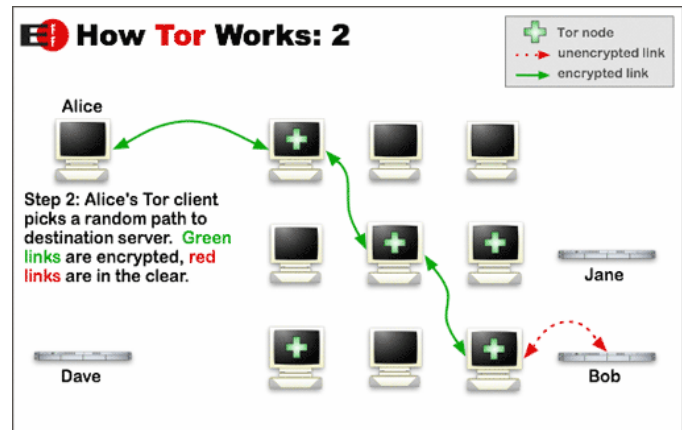 EFF How Tor Works: 2
Tor node
unencrypted link
encrypted link
Alice
Step 2: Alice's Tor client
picks a random path to
destination server. Green
links are encrypted, red
links are in the clear.
Jane
Dave
Bob